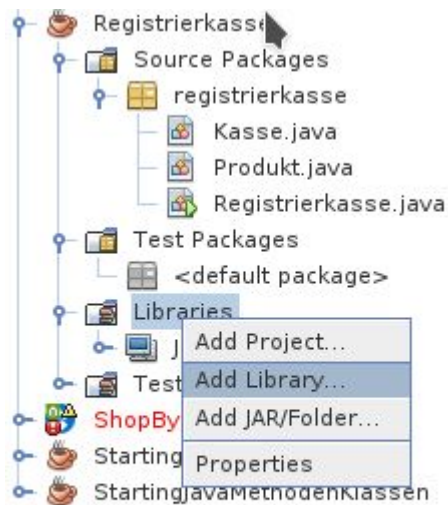 Registrierkasse
Source Packages
registrierkasse
Kasse.java
Produkt.java
Registrierkasse.java
Test Packages
<default package>
Libraries
Add Project...
J
Add Library...
Test
Add JAR/Folder...
ShopBy
Properties
Starting
StartingJavaMethodenKlassen